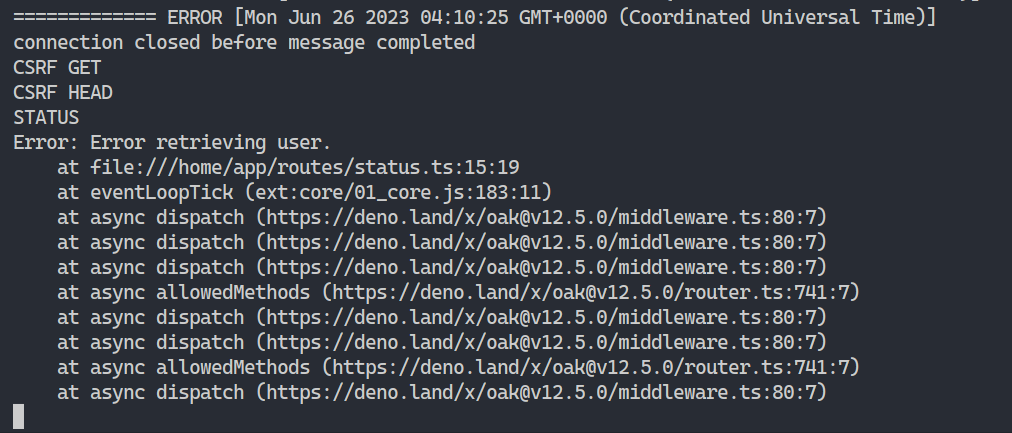 ============= ERROR [Mon Jun 26 2023 04:10:25 GMT+0000 (Coordinated Universal Time)]
connection closed before message completed
CSRF GET
CSRF HEAD
STATUS
Error: Error retrieving user.
    at file:///home/app/routes/status.ts:15:19
    at eventLoopTick (ext:core/01_core.js:183:11)
    at async dispatch (https://deno.land/x/oak@v12.5.0/middleware.ts:80:7)
    at async dispatch (https://deno.land/x/oak@v12.5.0/middleware.ts:80:7)
    at async dispatch (https://deno.land/x/oak@v12.5.0/middleware.ts:80:7)
    at async allowedMethods (https://deno.land/x/oak@v12.5.0/router.ts:741:7)
    at async dispatch (https://deno.land/x/oak@v12.5.0/middleware.ts:80:7)
    at async dispatch (https://deno.land/x/oak@v12.5.0/middleware.ts:80:7)
    at async allowedMethods (https://deno.land/x/oak@v12.5.0/router.ts:741:7)
    at async dispatch (https://deno.land/x/oak@v12.5.0/middleware.ts:80:7)